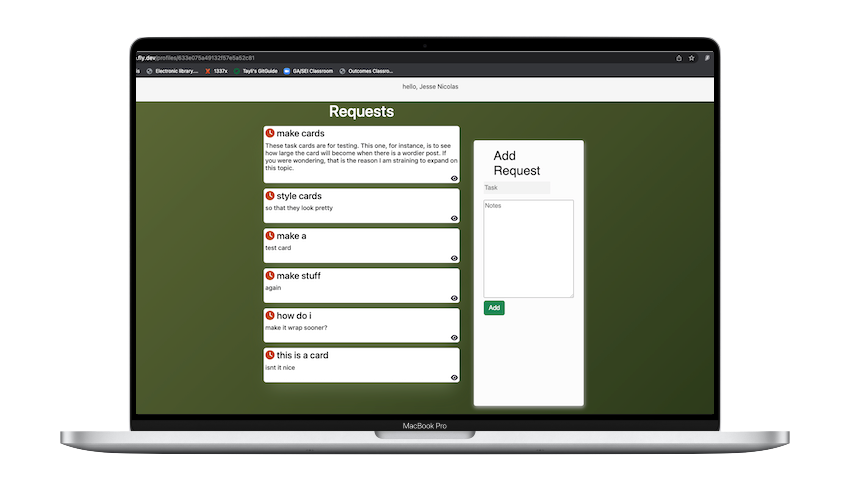 .fly.dev/profiles/633e075a49132f57e5a52c81
Electronic library,... 1337x Tayli's GitGuide GA/SEI Classroom Outcomes Classro...
hello, Jesse Nicolas
Requests
make cards
These task cards are for testing. This one, for instance, is to see
how large the card will become when there is a wordier post. If
you were wondering, that is the reason I am straining to expand on
this topic.
style cards
so that they look pretty
make a
test card
make stuff
again
how do i
make it wrap sooner?
this is a card
isnt it nice
Add
Request
Task
Notes
Add
MacBook Pro